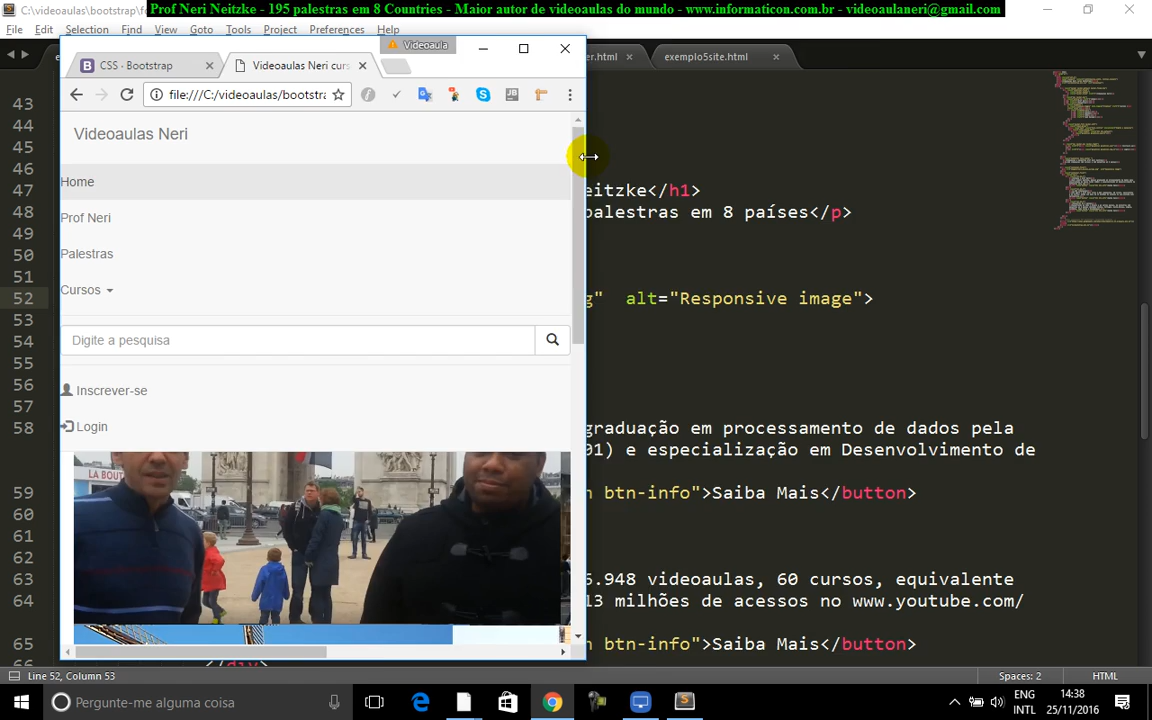 C:\videoaulas\bootstrap\f
Prof Neri Neitzke - 195 palestras em 8 Countries - Maior autor de videoaulas do mundo - www.informaticon.com.br - videoaulaneri@gmail.com
File Edit Selection Find View Goto Tools Project Preferences Help
Videoaula
CSS · Bootstrap
Videoaulas Neri curs
er.html
exemplo5site.html
file:///C:/videoaulas/bootstra
Videoaulas Neri
Home
Prof Neri
Palestras
Cursos
Digite a pesquisa
Inscrever-se
Login
LA BOUT
43
44
45
46
47 eitzke</h1>
48 palestras em 8 países</p>
49
50
51
52 g" alt="Responsive image">
53
54
55
56
57
58 graduação em processamento de dados pela
01) e especialização em Desenvolvimento de
59 n btn-info">Saiba Mais</button>
60
61
62
63 6.948 videoaulas, 60 cursos, equivalente
64 13 milhões de acessos no www.youtube.com/
65 n btn-info">Saiba Mais</button>
66 </div>
Line 52, Column 53
Spaces: 2
HTML
Pergunte-me alguma coisa
ENG
INTL
14:38
25/11/2016